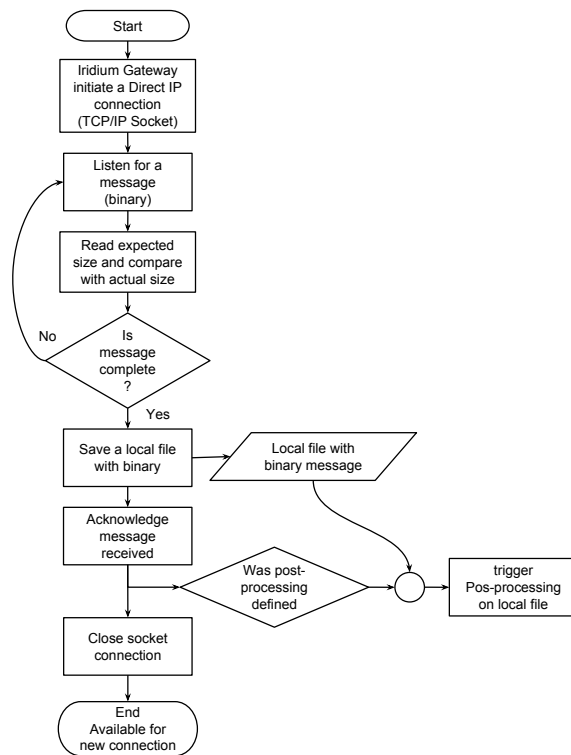 Start
Iridium Gateway
initiate a Direct IP
connection
(TCP/IP Socket)
Listen for a
message
(binary)
Read expected
size and compare
with actual size
No
Is
message
complete
?
Yes
Save a local file
with binary
Local file with
binary message
Acknowledge
message
received
Was post-
processing
defined
trigger
Pos-processing
on local file
Close socket
connection
End
Available for
new connection